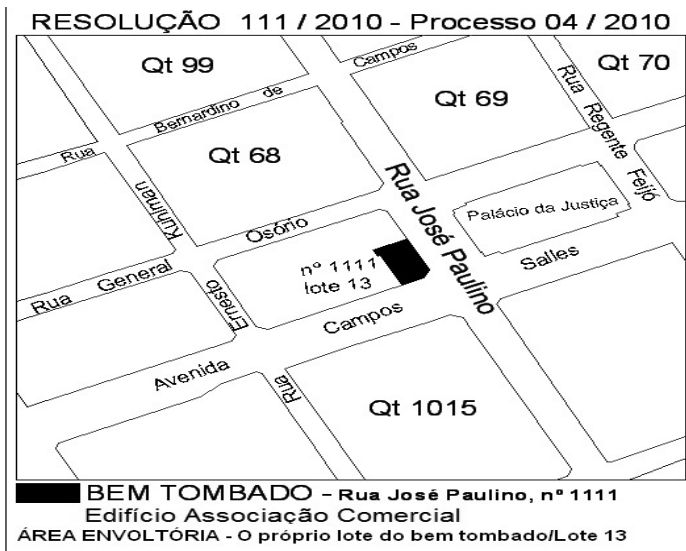 RESOLUÇÃO 111 / 2010 - Processo 04 / 2010
Qt 99
Campos
Qt 70
Rua Regente Feijó
Qt 69
Bernardino de
Rua
Qt 68
Kuhlman
Rua José Paulino
Palácio da Justiça
Osório
Rua General
nº 1111
lote 13
Salles
Ernesto
Campos
Avenida
Rua
Qt 1015
BEM TOMBADO - Rua José Paulino, nº 1111
Edifício Associação Comercial
ÁREA ENVOLTÓRIA - O próprio lote do bem tombado/Lote 13